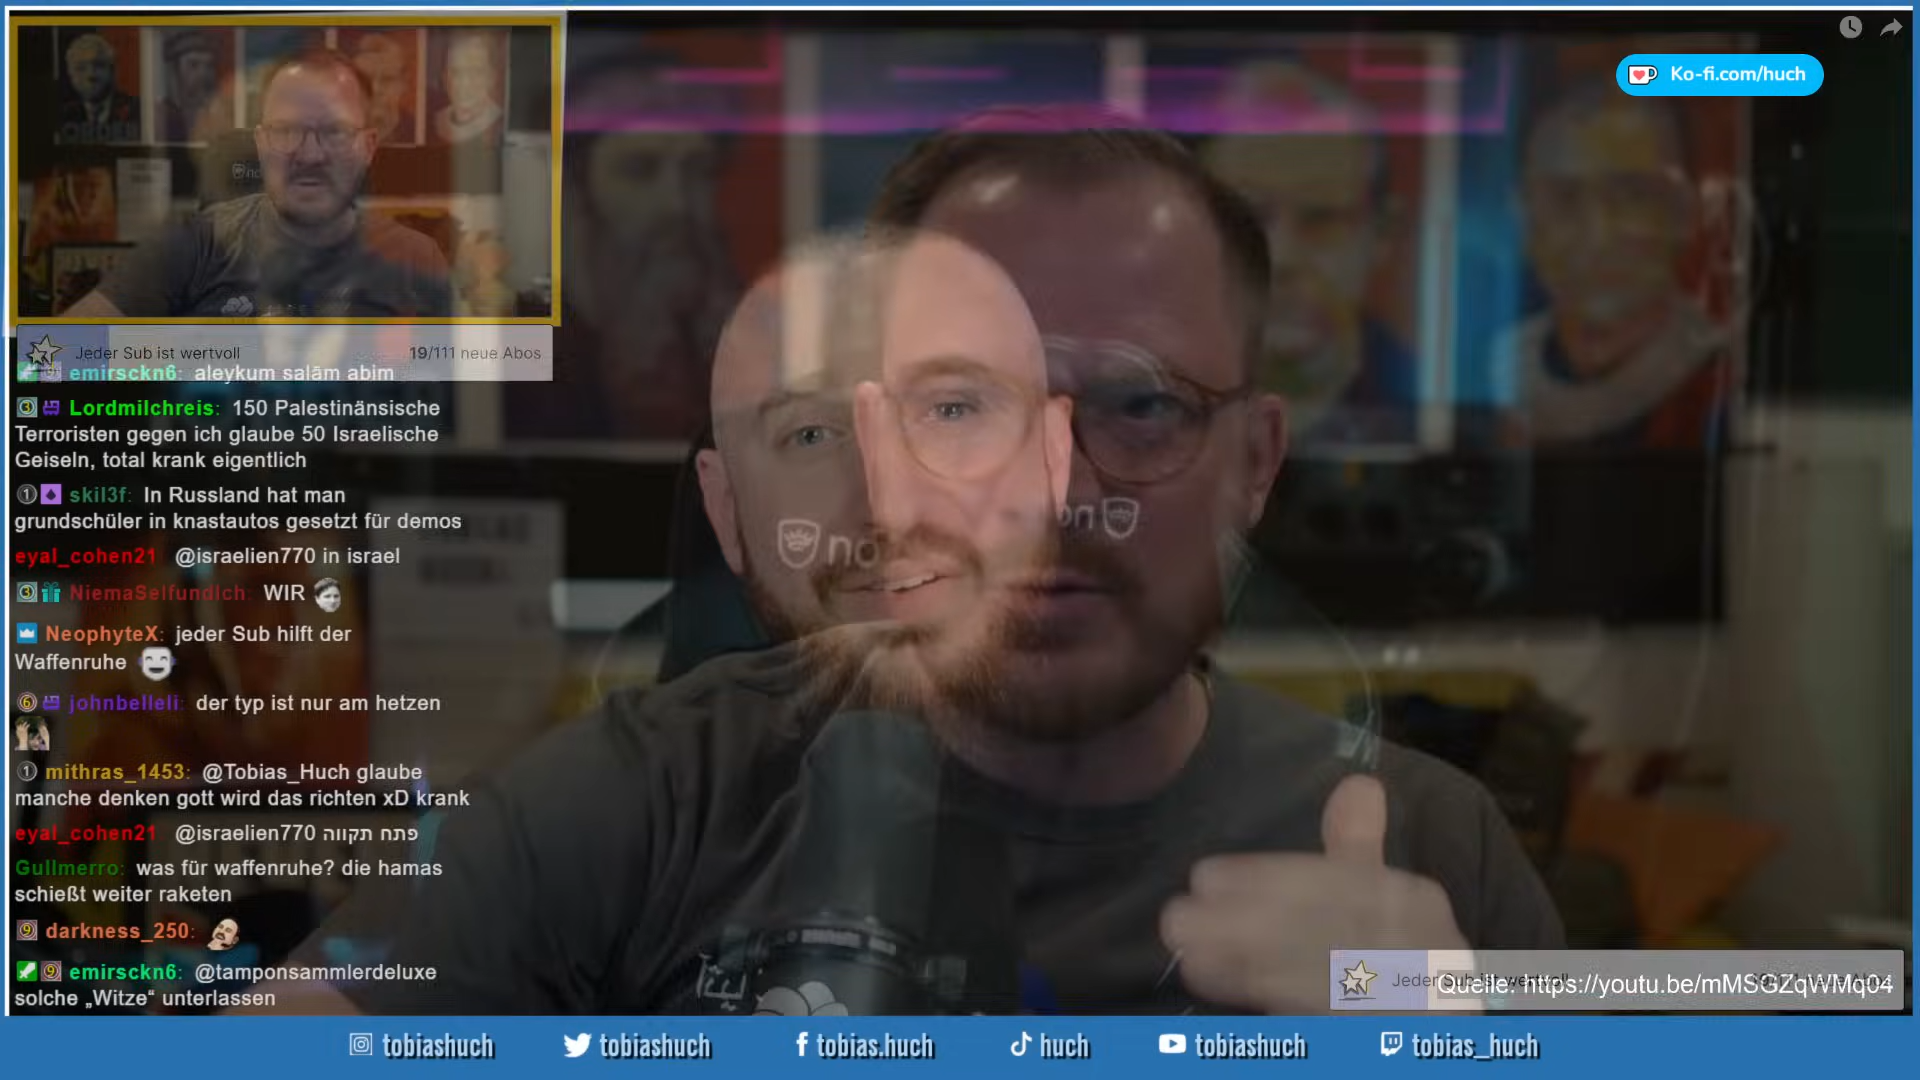 Ko-fi.com/huch
Jeder Sub ist wertvoll 19/111 neue Abos
emirsckn6: aleykum salãm abim
Lordmilchreis: 150 Palestinänsische
Terroristen gegen ich glaube 50 Israelische
Geiseln, total krank eigentlich
skil3f: In Russland hat man
grundschüler in knastautos gesetzt für demos
eyal_cohen21 @israelien770 in israel
NiemaSelfundIch: WIR
NeophyteX: jeder Sub hilft der
Waffenruhe
johnbelleli: der typ ist nur am hetzen
mithras_1453: @Tobias_Huch glaube
manche denken gott wird das richten xD krank
eyal_cohen21 @israelien770 פתח תקווה
Gullmerro: was für waffenruhe? die hamas
schießt weiter raketen
darkness_250:
emirsckn6: @tamponsammlerdeluxe
solche „Witze“ unterlassen
Jeder Sub ist wertvoll
Quelle: https://youtu.be/mMSGZqWMq04
tobiashuch tobiashuch tobias.huch huch tobiashuch tobias_huch